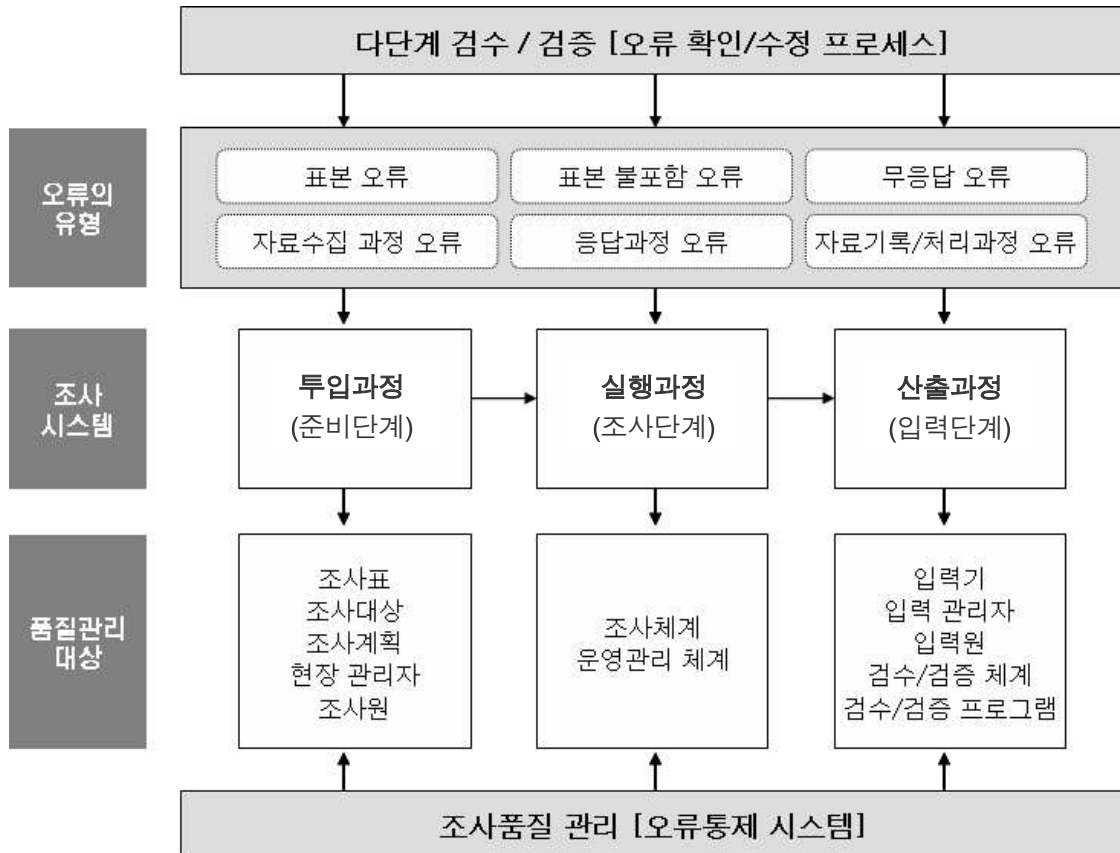 다단계 검수 / 검증 [오류 확인/수정 프로세스]
오류의
유형
표본 오류
표본 불포함 오류
무응답 오류
자료수집 과정 오류
응답과정 오류
자료기록/처리과정 오류
조사
시스템
투입과정
(준비단계)
실행과정
(조사단계)
산출과정
(입력단계)
품질관리
대상
조사표
조사대상
조사계획
현장 관리자
조사원
조사체계
운영관리 체계
입력기
입력 관리자
입력원
검수/검증 체계
검수/검증 프로그램
조사품질 관리 [오류통제 시스템]